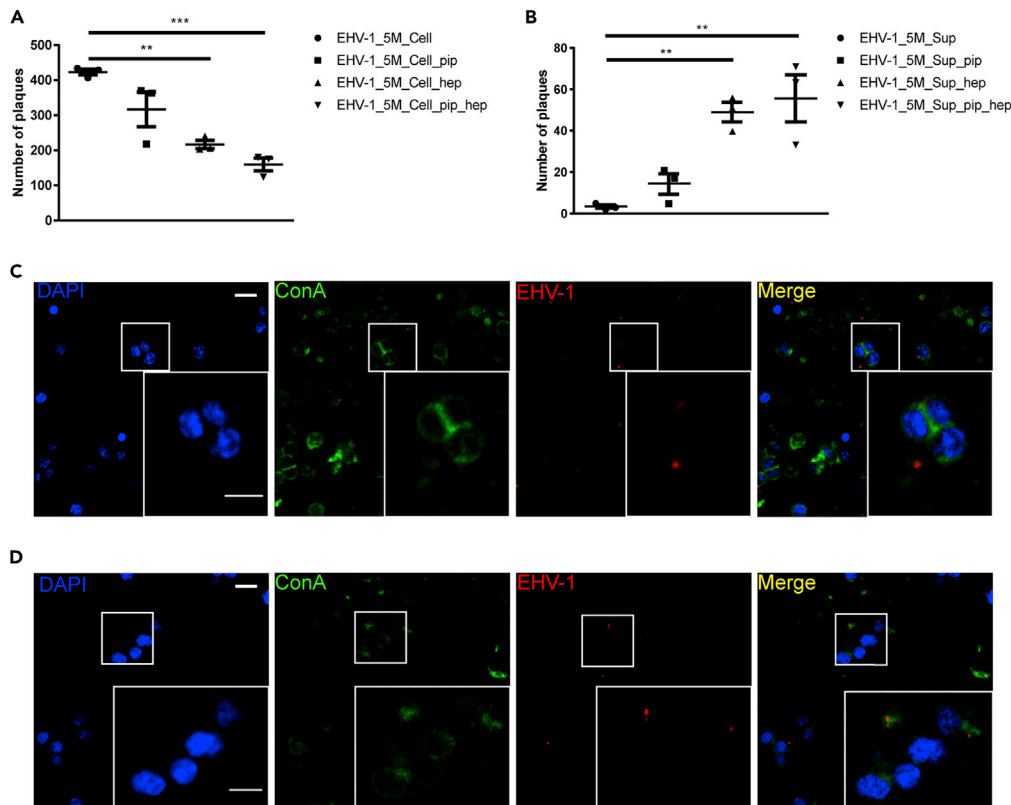 A
***
**
500
400
300
200
100
0
Number of plaques
EHV-1_5M_Cell
EHV-1_5M_Cell_pip
EHV-1_5M_Cell_hep
EHV-1_5M_Cell_pip_hep
B
**
**
80
60
40
20
0
Number of plaques
EHV-1_5M_Sup
EHV-1_5M_Sup_pip
EHV-1_5M_Sup_hep
EHV-1_5M_Sup_pip_hep
C
DAPI
ConA
EHV-1
Merge
D
DAPI
ConA
EHV-1
Merge